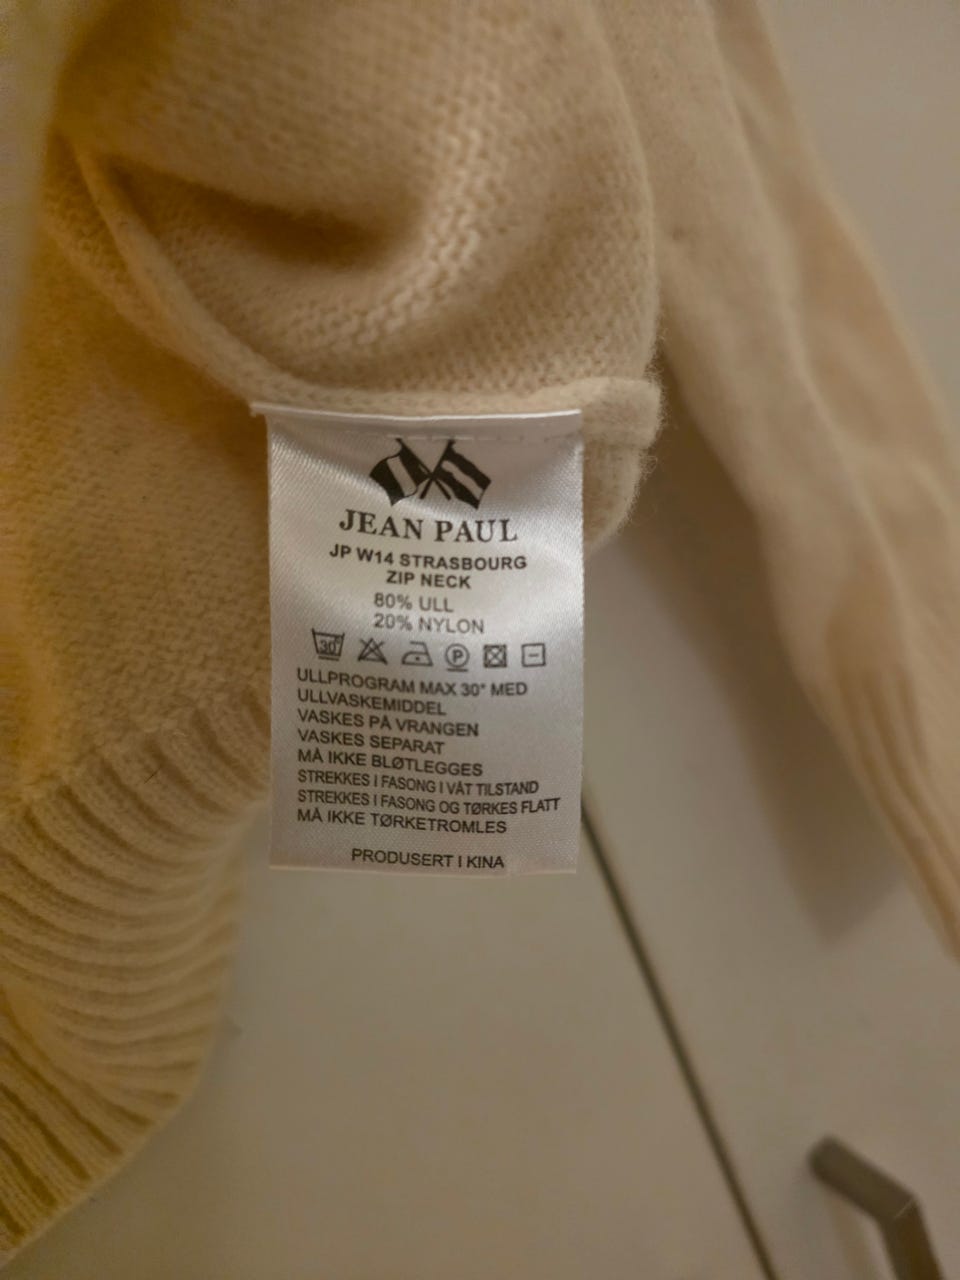 JEAN PAUL
JP W14 STRASBOURG
ZIP NECK
80% ULL
20% NYLON
30° P
ULLPROGRAM MAX 30° MED
ULLVASKEMIDDEL
VASKES PÅ VRANGEN
VASKES SEPARAT
MÅ IKKE BLØTLEGGES
STREKKES I FASONG I VÅT TILSTAND
STREKKES I FASONG OG TØRKES FLATT
MÅ IKKE TØRKETROMLES
PRODUSERT I KINA